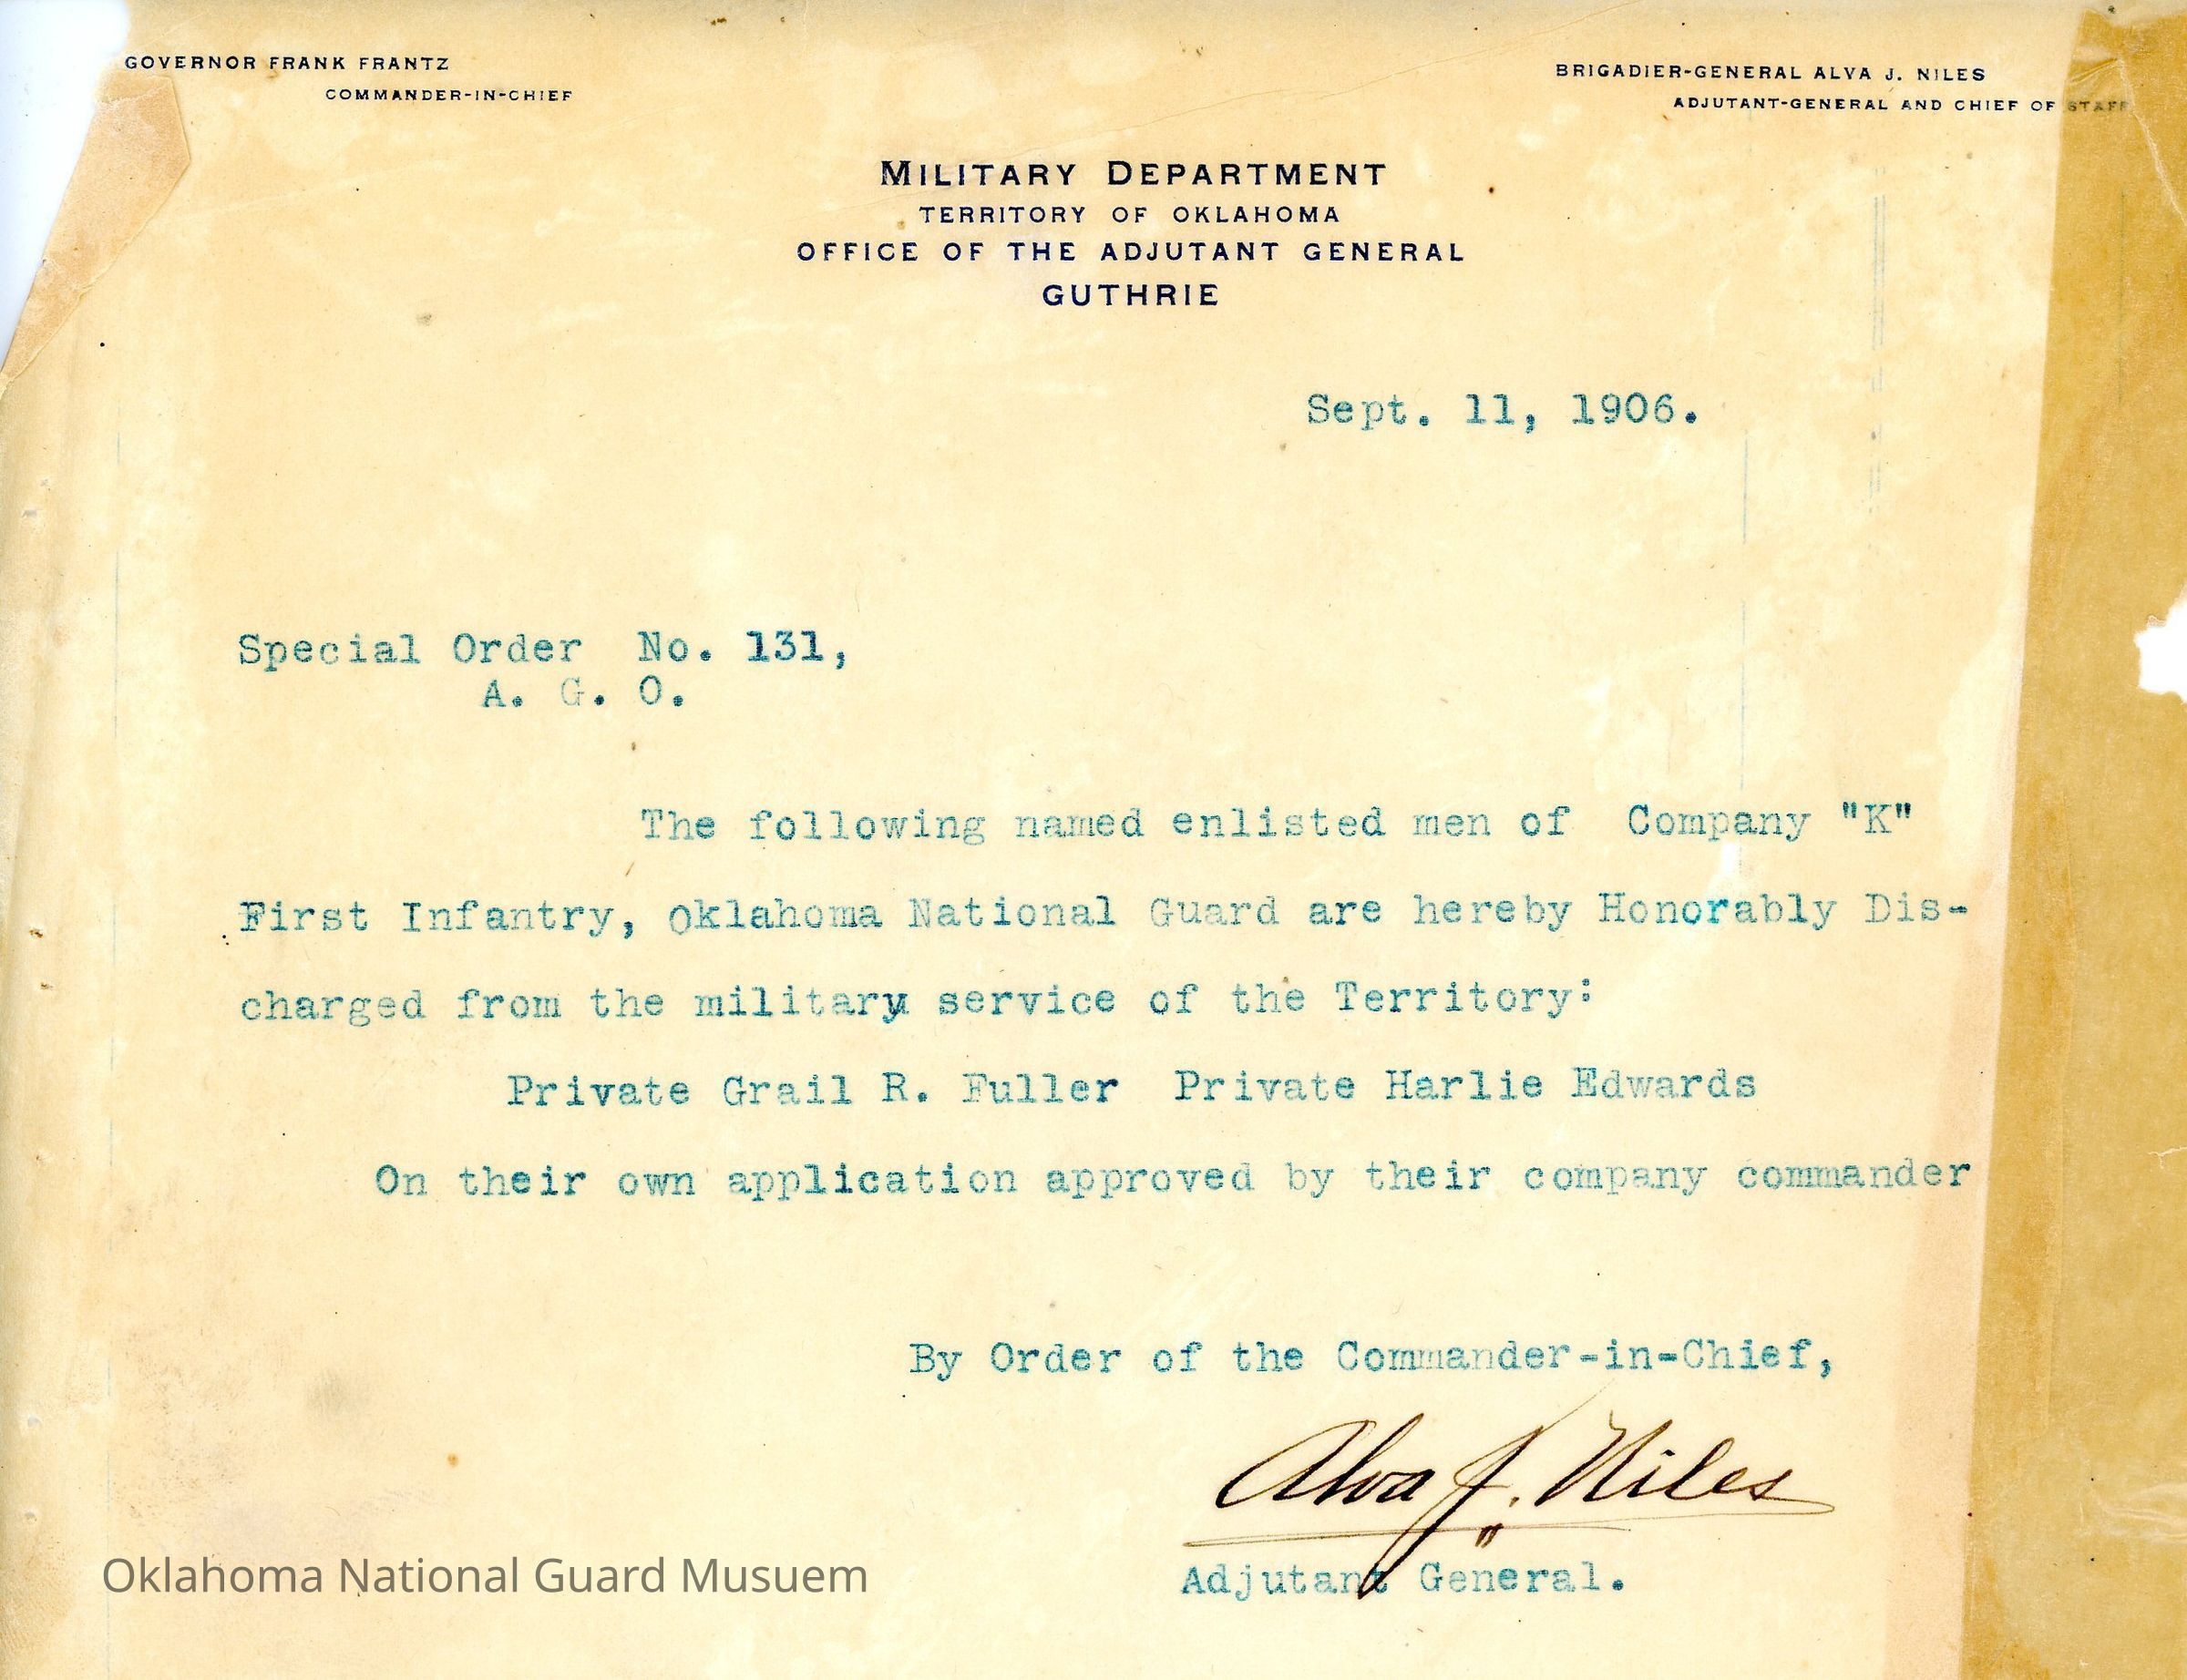 GOVERNOR FRANK FRANTZ
COMMANDER-IN-CHIEF
BRIGADIER-GENERAL ALVA J. NILES
ADJUTANT-GENERAL AND CHIEF OF STAFF
MILITARY DEPARTMENT
TERRITORY OF OKLAHOMA
OFFICE OF THE ADJUTANT GENERAL
GUTHRIE
Sept. 11, 1906.
Special Order No. 131,
A. G. O.
The following named enlisted men of Company "K"
First Infantry, Oklahoma National Guard are hereby Honorably Dis-
charged from the military service of the Territory:
Private Grail R. Fuller Private Harlie Edwards
On their own application approved by their company commander
By Order of the Commander-in-Chief,
Alva J. Niles
Adjutant General.
Oklahoma National Guard Musuem